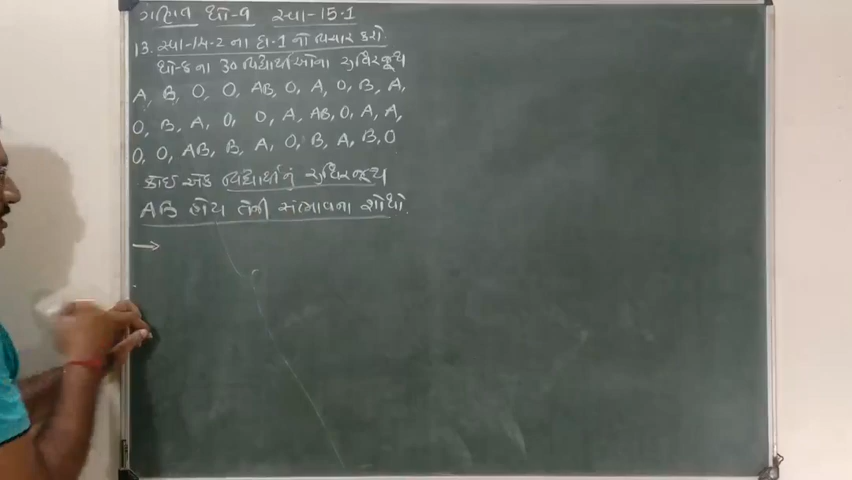 ગણિત ધો-૯ સ્વા-15.1
13. સ્વા-14.2 ના દા-1 નો વિચાર કરો.
ધો-8 ના 30 વિદ્યાર્થીઓના રુધિરજૂથ
A, B, O, O, AB, O, A, O, B, A,
O, B, A, O, O, A, AB, O, A, A,
O, O, AB, B, A, O, B, A, B, O
કોઈ એક વિદ્યાર્થીનું રુધિરજૂથ
AB હોય તેની સંભાવના શોધો.
→